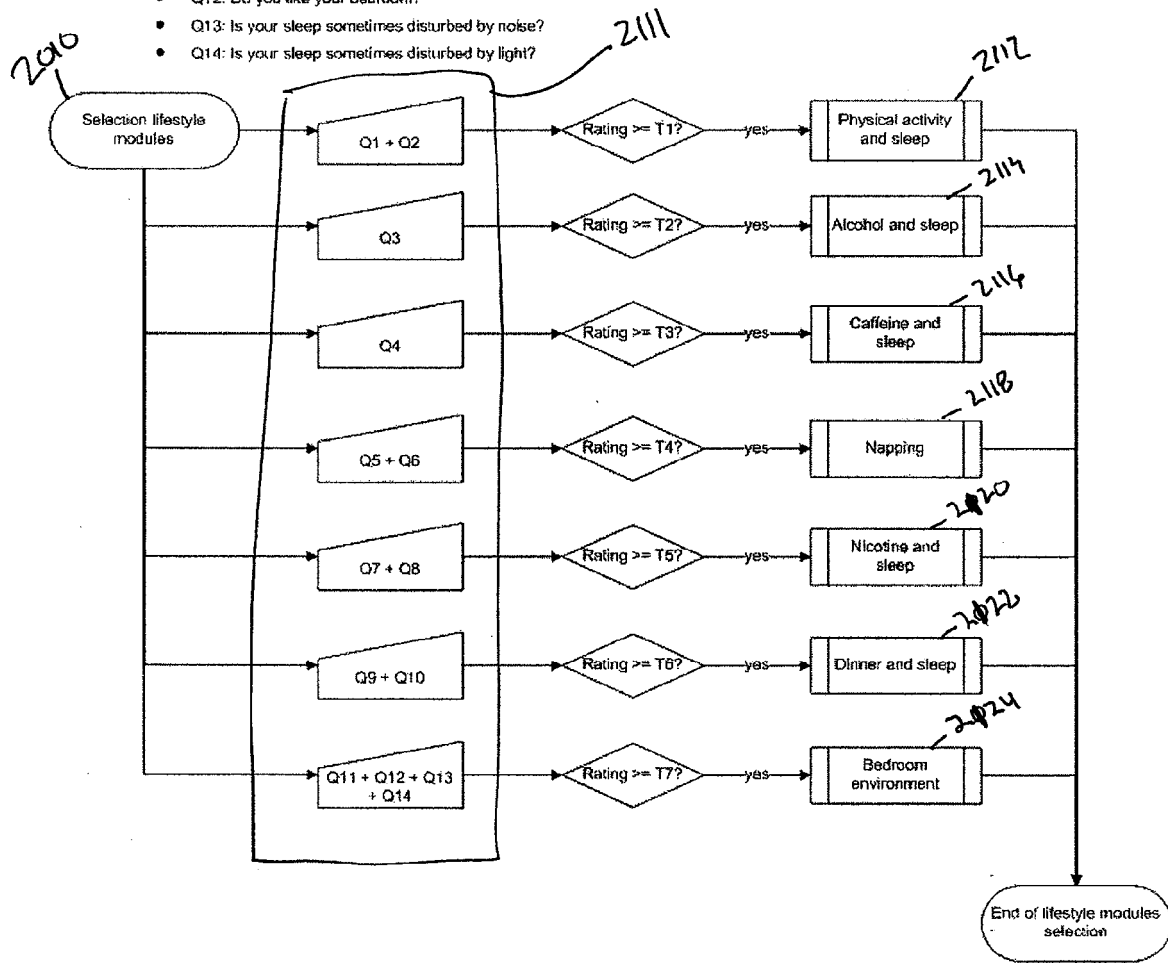 Q13: Is your sleep sometimes disturbed by noise?
Q14: Is your sleep sometimes disturbed by light?
2010
2111
2112
Selection lifestyle
modules
Q1 + Q2
Rating >= T1?
yes
Physical activity
and sleep
2114
Q3
Rating >= T2?
yes
Alcohol and sleep
2116
Q4
Rating >= T3?
yes
Caffeine and
sleep
2118
Q5 + Q6
Rating >= T4?
yes
Napping
Q7 + Q8
Rating >= T5?
yes
Nicotine and
sleep
Q9 + Q10
Rating >= T6?
yes
Dinner and sleep
Q11 + Q12 + Q13
+ Q14
Rating >= T7?
yes
Bedroom
environment
End of lifestyle modules
selection